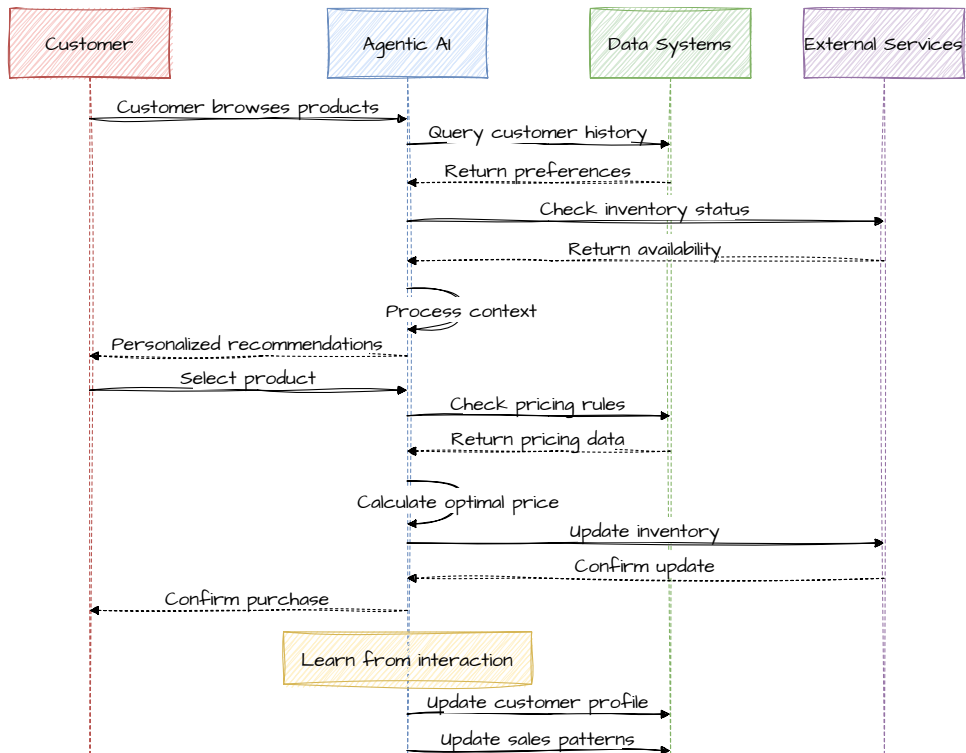 Customer
Agentic AI
Data Systems
External Services
Customer browses products
Query customer history
Return preferences
Check inventory status
Return availability
Process context
Personalized recommendations
Select product
Check pricing rules
Return pricing data
Calculate optimal price
Update inventory
Confirm update
Confirm purchase
Learn from interaction
Update customer profile
Update sales patterns